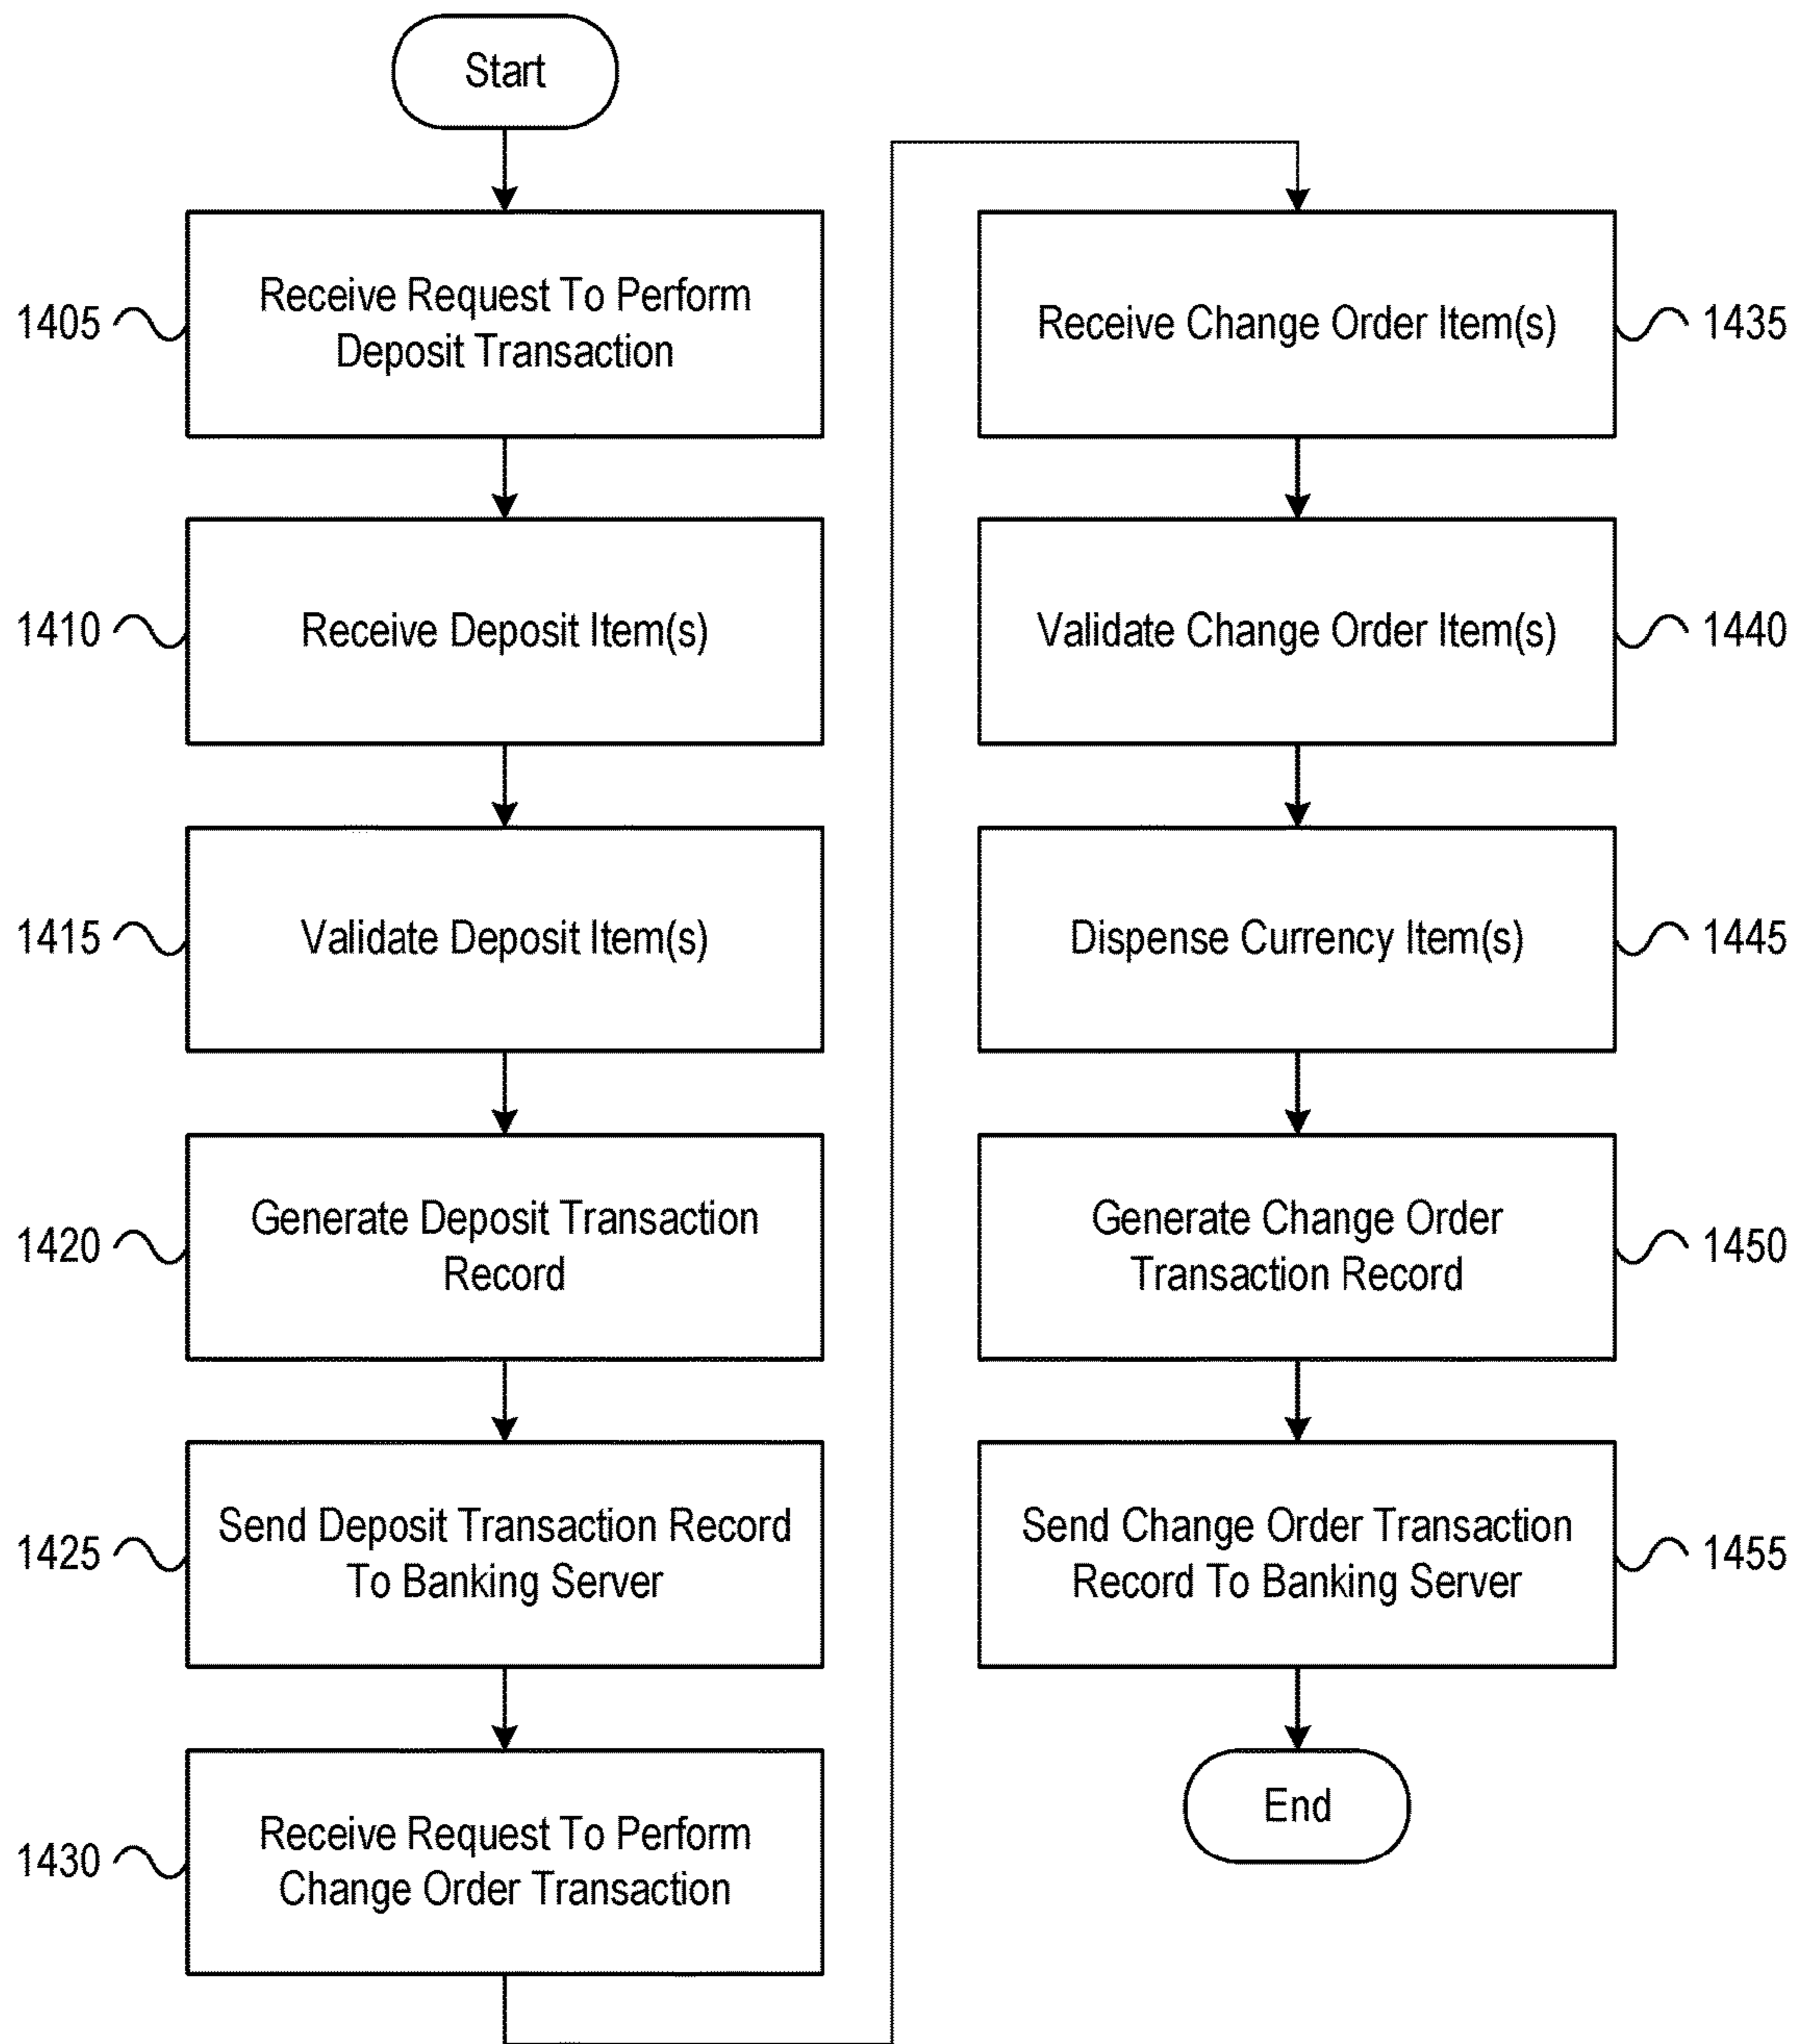 Start
1405
Receive Request To Perform
Deposit Transaction
1410
Receive Deposit Item(s)
1415
Validate Deposit Item(s)
1420
Generate Deposit Transaction
Record
1425
Send Deposit Transaction Record
To Banking Server
1430
Receive Request To Perform
Change Order Transaction
Receive Change Order Item(s)
1435
Validate Change Order Item(s)
1440
Dispense Currency Item(s)
1445
Generate Change Order
Transaction Record
1450
Send Change Order Transaction
Record To Banking Server
1455
End